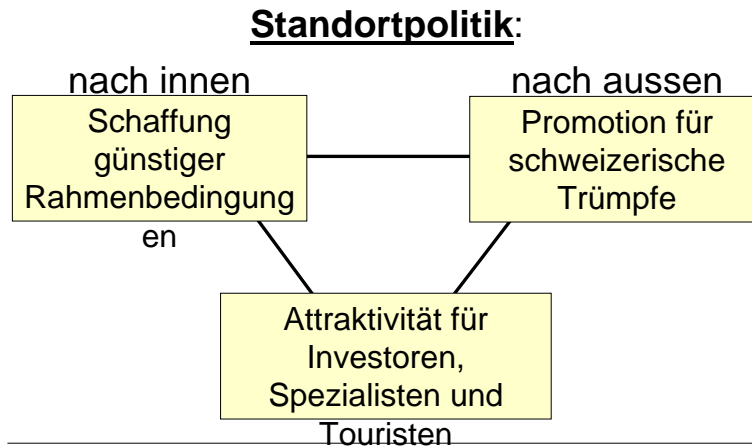 Standortpolitik:
nach innen
Schaffung
günstiger
Rahmenbedingung
en
nach aussen
Promotion für
schweizerische
Trümpfe
Attraktivität für
Investoren,
Spezialisten und
Touristen